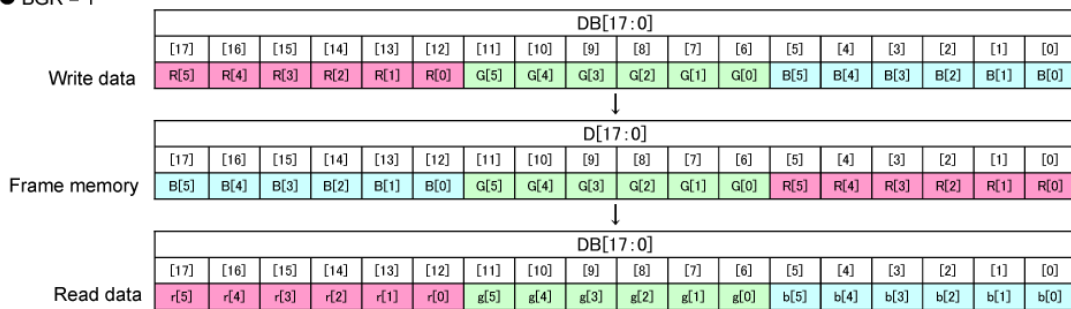 ● BGR = 1
DB[17:0]
[17] [16] [15] [14] [13] [12] [11] [10] [9] [8] [7] [6] [5] [4] [3] [2] [1] [0]
Write data R[5] R[4] R[3] R[2] R[1] R[0] G[5] G[4] G[3] G[2] G[1] G[0] B[5] B[4] B[3] B[2] B[1] B[0]
↓
D[17:0]
[17] [16] [15] [14] [13] [12] [11] [10] [9] [8] [7] [6] [5] [4] [3] [2] [1] [0]
Frame memory B[5] B[4] B[3] B[2] B[1] B[0] G[5] G[4] G[3] G[2] G[1] G[0] R[5] R[4] R[3] R[2] R[1] R[0]
↓
DB[17:0]
[17] [16] [15] [14] [13] [12] [11] [10] [9] [8] [7] [6] [5] [4] [3] [2] [1] [0]
Read data r[5] r[4] r[3] r[2] r[1] r[0] g[5] g[4] g[3] g[2] g[1] g[0] b[5] b[4] b[3] b[2] b[1] b[0]